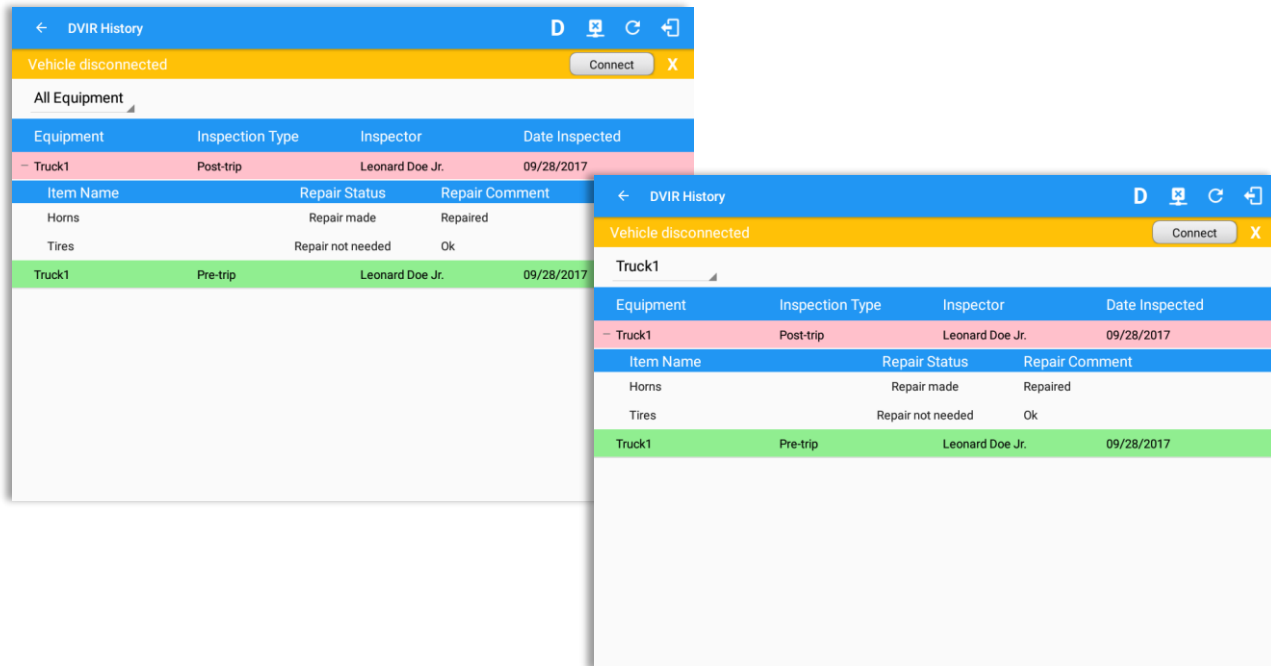 DVIR History D
Vehicle disconnected Connect X
All Equipment
Equipment Inspection Type Inspector Date Inspected
Truck1 Post-trip Leonard Doe Jr. 09/28/2017
Item Name Repair Status Repair Comment
Horns Repair made Repaired
Tires Repair not needed Ok
Truck1 Pre-trip Leonard Doe Jr. 09/28/2017
DVIR History D
Vehicle disconnected Connect X
Truck1
Equipment Inspection Type Inspector Date Inspected
Truck1 Post-trip Leonard Doe Jr. 09/28/2017
Item Name Repair Status Repair Comment
Horns Repair made Repaired
Tires Repair not needed Ok
Truck1 Pre-trip Leonard Doe Jr. 09/28/2017